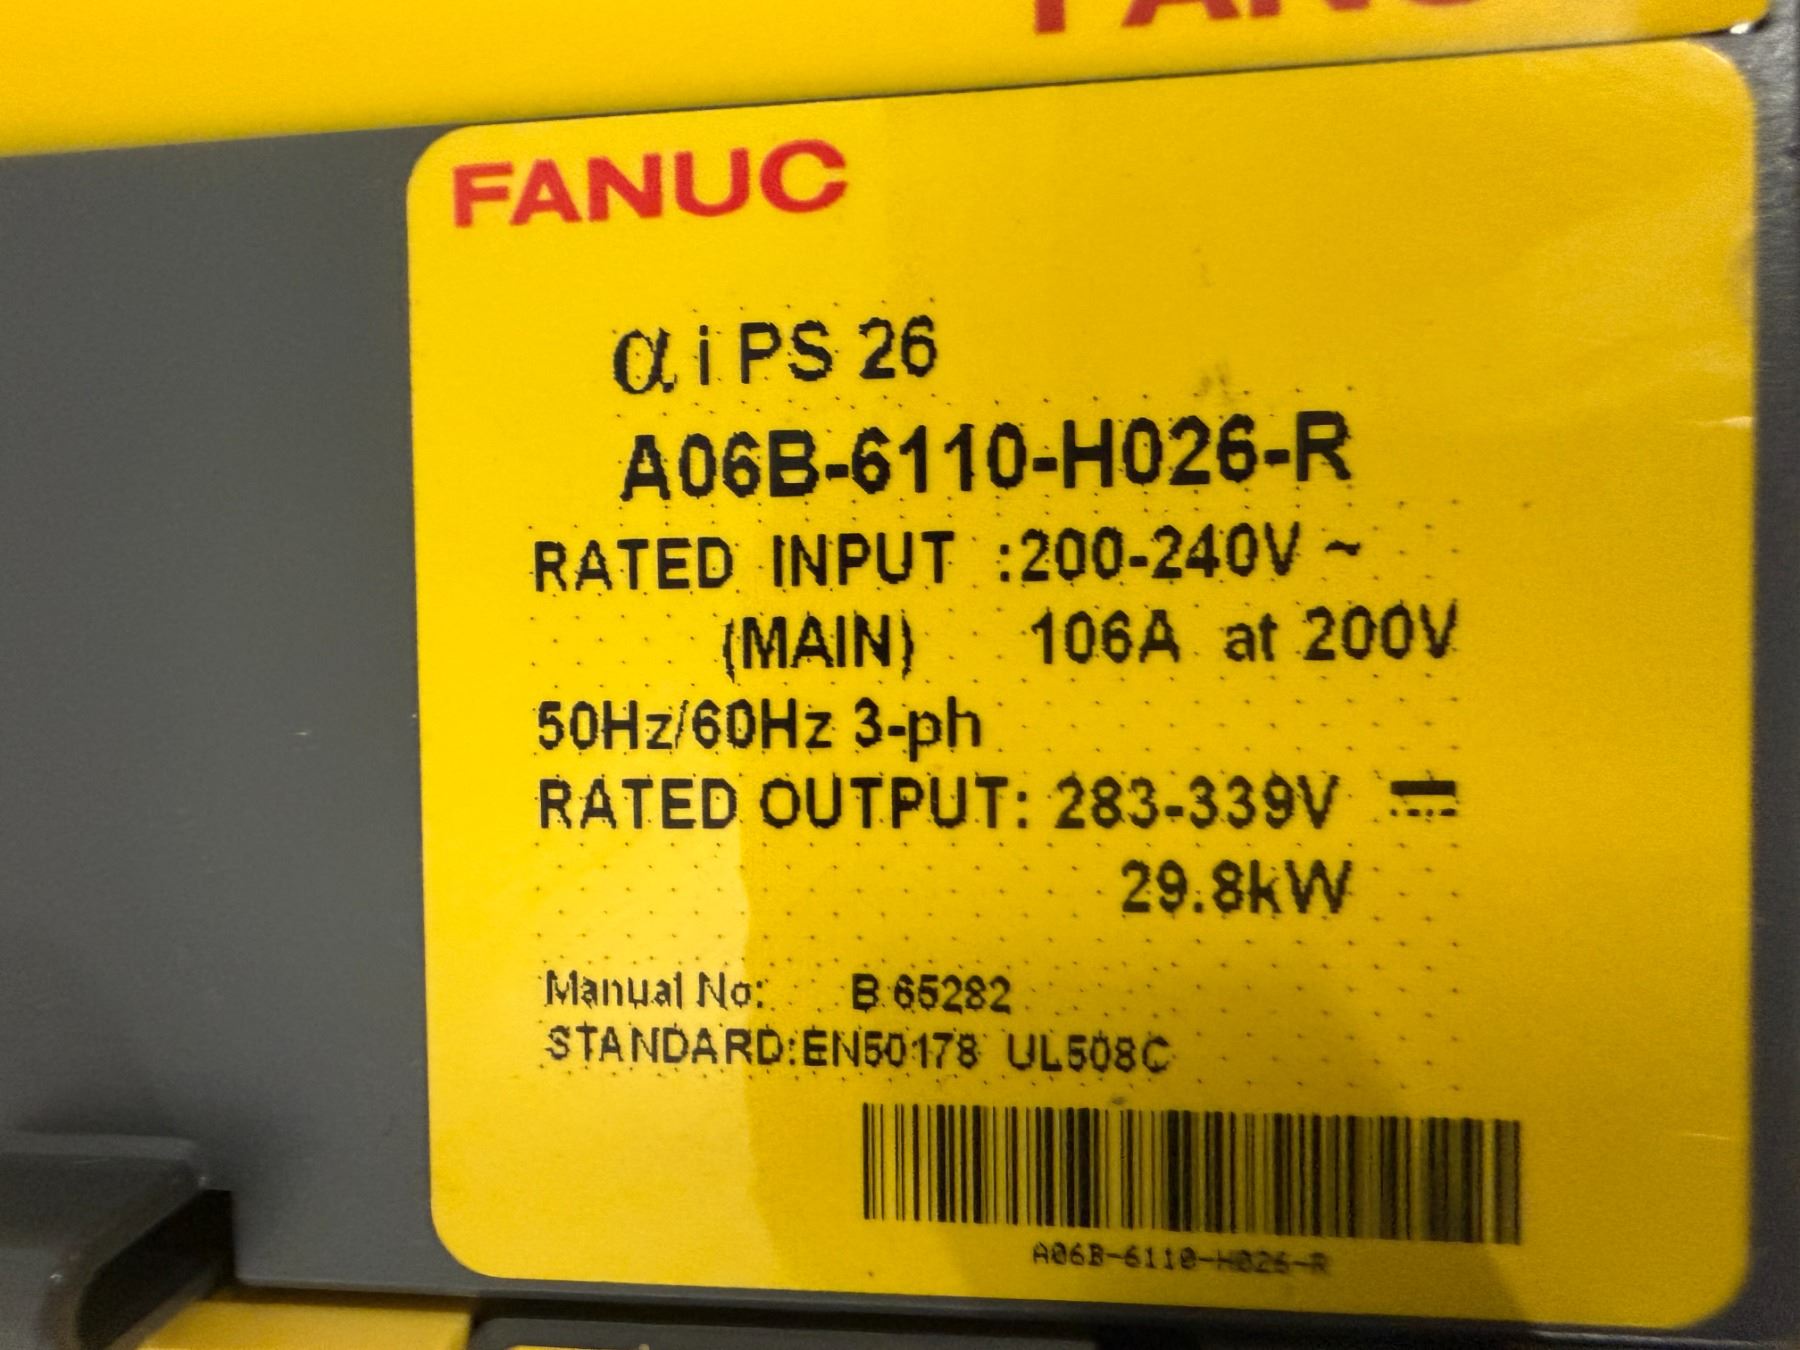 FANUC
FANUC
αi PS 26
A06B-6110-H026-R
RATED INPUT :200-240V ~
(MAIN) 106A at 200V
50Hz/60Hz 3-ph
RATED OUTPUT: 283-339V ⎓
29.8kW
Manual No: B 65282
STANDARD:EN50178 UL508C
A06B-6110-H026-R